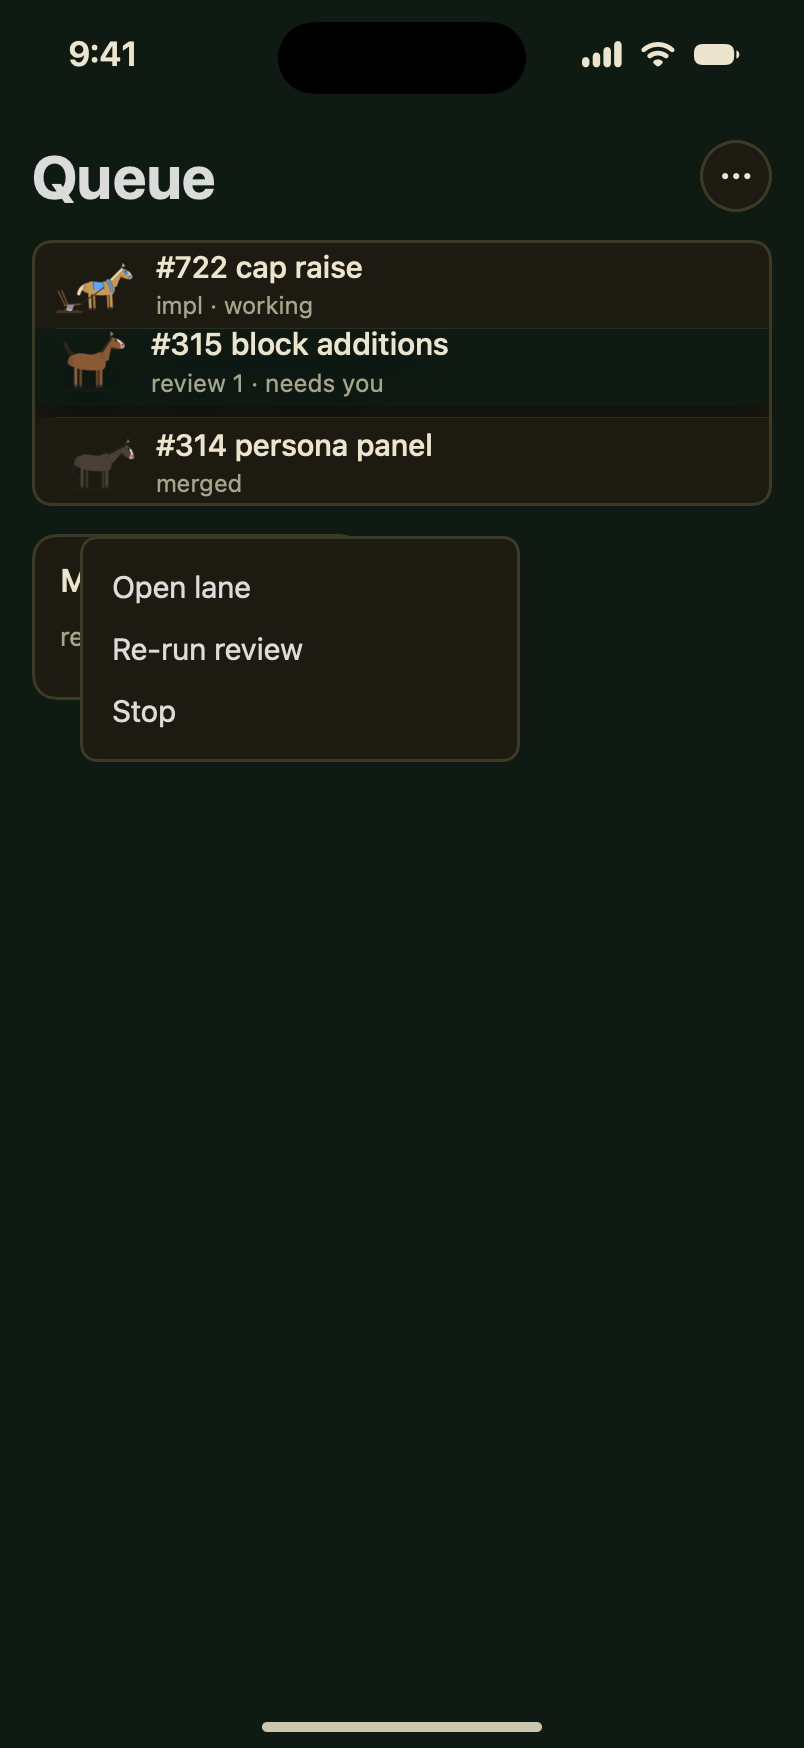 9:41
Queue
#722 cap raise
impl · working
#315 block additions
review 1 · needs you
#314 persona panel
merged
Open lane
Re-run review
Stop